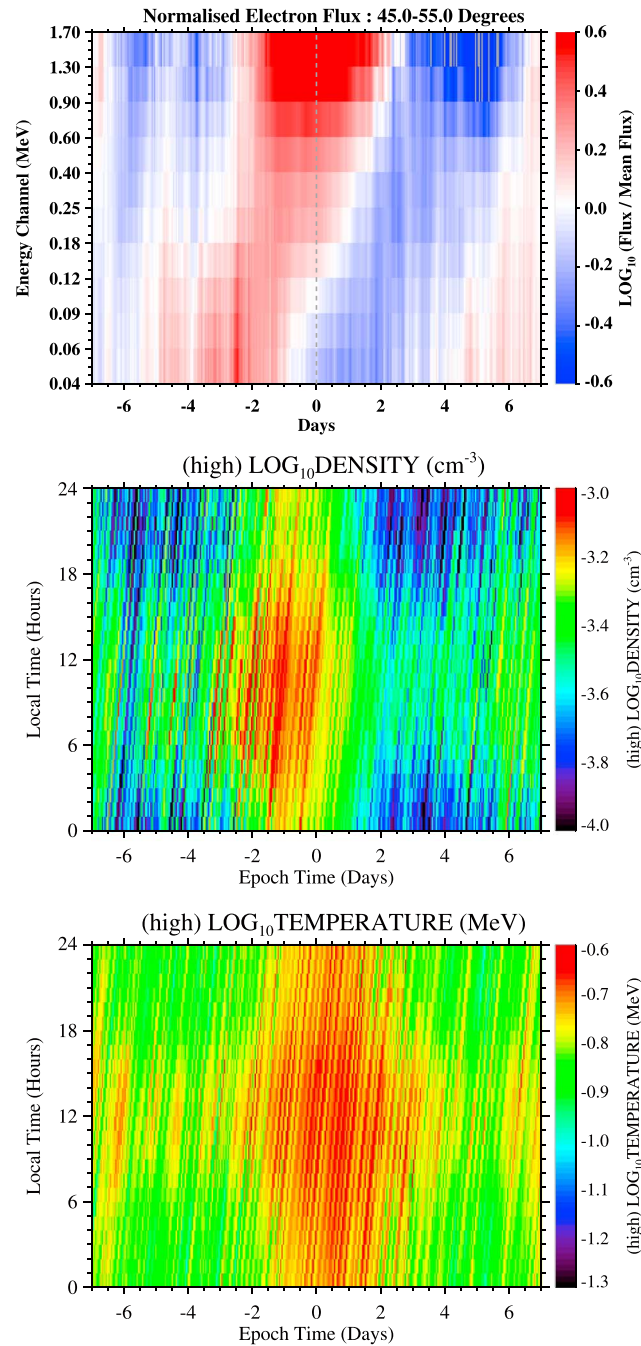 Normalised Electron Flux : 45.0-55.0 Degrees
1.70
1.30
0.90
0.60
0.40
0.25
0.18
0.12
0.09
0.06
0.04
Energy Channel (MeV)
-6 -4 -2 0 2 4 6
Days
0.6
0.4
0.2
0.0
-0.2
-0.4
-0.6
LOG10 (Flux / Mean Flux)
(high) LOG10DENSITY (cm-3)
24
18
12
6
0
Local Time (Hours)
-6 -4 -2 0 2 4 6
Epoch Time (Days)
-3.0
-3.2
-3.4
-3.6
-3.8
-4.0
(high) LOG10DENSITY (cm-3)
(high) LOG10TEMPERATURE (MeV)
24
18
12
6
0
Local Time (Hours)
-6 -4 -2 0 2 4 6
Epoch Time (Days)
-0.6
-0.7
-0.8
-0.9
-1.0
-1.1
-1.2
-1.3
(high) LOG10TEMPERATURE (MeV)